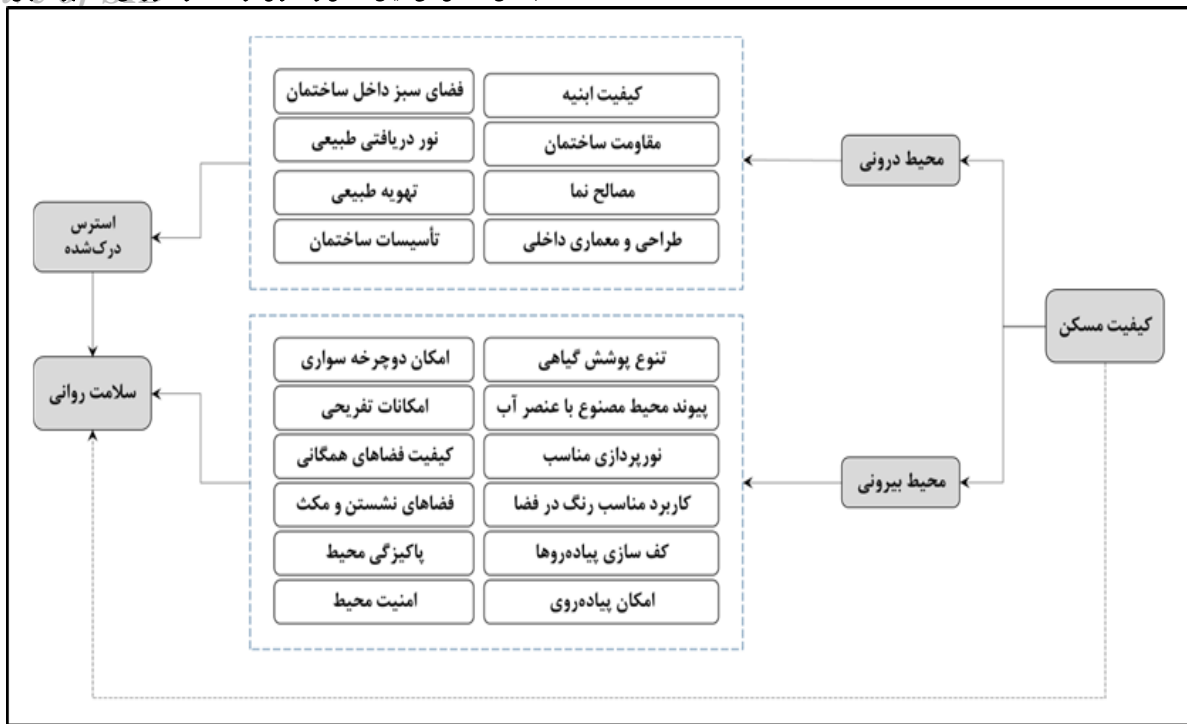 کیفیت مسکن
محیط درونی
کیفیت ابنیه
فضای سبز داخل ساختمان
مقاومت ساختمان
نور دریافتی طبیعی
مصالح نما
تهویه طبیعی
طراحی و معماری داخلی
تأسیسات ساختمان
محیط بیرونی
تنوع پوشش گیاهی
امکان دوچرخه سواری
پیوند محیط مصنوع با عنصر آب
امکانات تفریحی
نورپردازی مناسب
کیفیت فضاهای همگانی
کاربرد مناسب رنگ در فضا
فضاهای نشستن و مکث
کف سازی پیاده‌روها
پاکیزگی محیط
امکان پیاده‌روی
امنیت محیط
استرس
درک‌شده
سلامت روانی